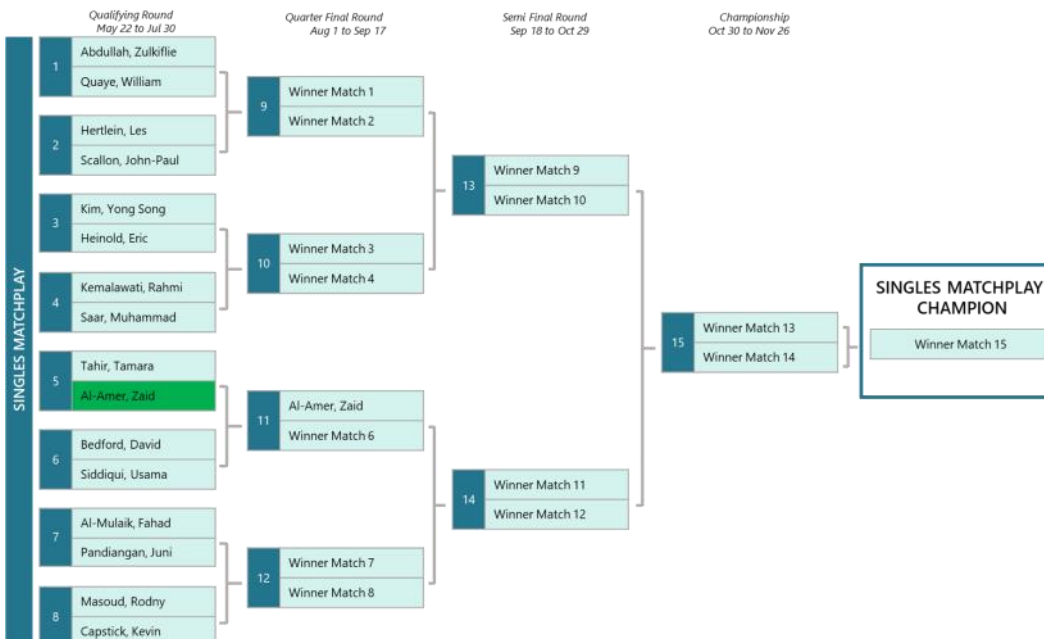 Qualifying Round
May 22 to Jul 30
Quarter Final Round
Aug 1 to Sep 17
Semi Final Round
Sep 18 to Oct 29
Championship
Oct 30 to Nov 26
SINGLES MATCHPLAY
1
Abdullah, Zulkiflie
Quaye, William
2
Hertlein, Les
Scallon, John-Paul
3
Kim, Yong Song
Heinold, Eric
4
Kemalawati, Rahmi
Saar, Muhammad
5
Tahir, Tamara
Al-Amer, Zaid
6
Bedford, David
Siddiqui, Usama
7
Al-Mulaik, Fahad
Pandiangan, Juni
8
Masoud, Rodny
Capstick, Kevin
9
Winner Match 1
Winner Match 2
10
Winner Match 3
Winner Match 4
11
Al-Amer, Zaid
Winner Match 6
12
Winner Match 7
Winner Match 8
13
Winner Match 9
Winner Match 10
14
Winner Match 11
Winner Match 12
15
Winner Match 13
Winner Match 14
SINGLES MATCHPLAY
CHAMPION
Winner Match 15